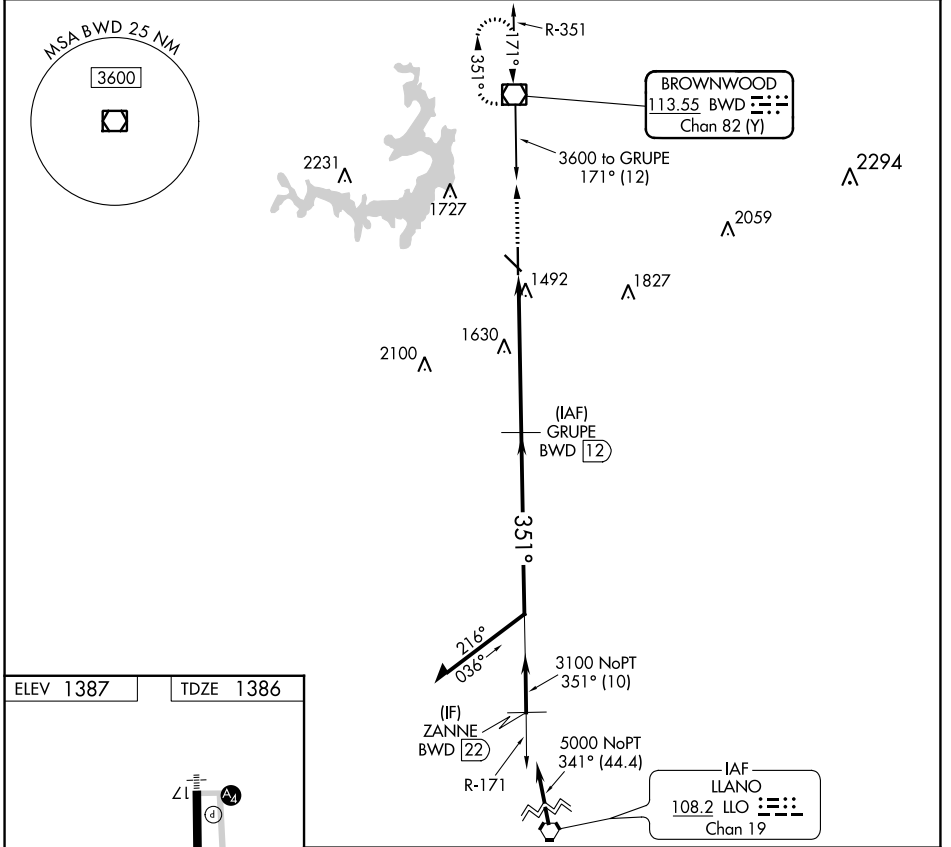 MSA BWD 25 NM
3600
R-351
171°
351°
BROWNWOOD
113.55 BWD
Chan 82 (Y)
3600 to GRUPE
171° (12)
2231
1727
2294
2059
1492
1827
1630
2100
(IAF)
GRUPE
BWD 12
351°
216°
036°
3100 NoPT
351° (10)
(IF)
ZANNE
BWD 22
R-171
5000 NoPT
341° (44.4)
IAF
LLANO
108.2 LLO
Chan 19
ELEV 1387
TDZE 1386
17
A4
P